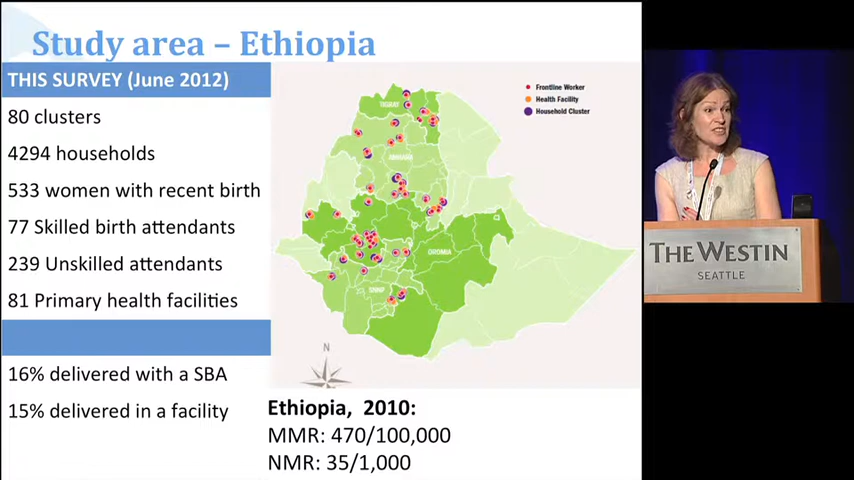 Study area – Ethiopia
THIS SURVEY (June 2012)
80 clusters
4294 households
533 women with recent birth
77 Skilled birth attendants
239 Unskilled attendants
81 Primary health facilities
16% delivered with a SBA
15% delivered in a facility
Frontline Worker
Health Facility
Household Cluster
TIGRAY
AMHARA
OROMIA
SNNP
N
Ethiopia, 2010:
MMR: 470/100,000
NMR: 35/1,000
THE WESTIN
SEATTLE